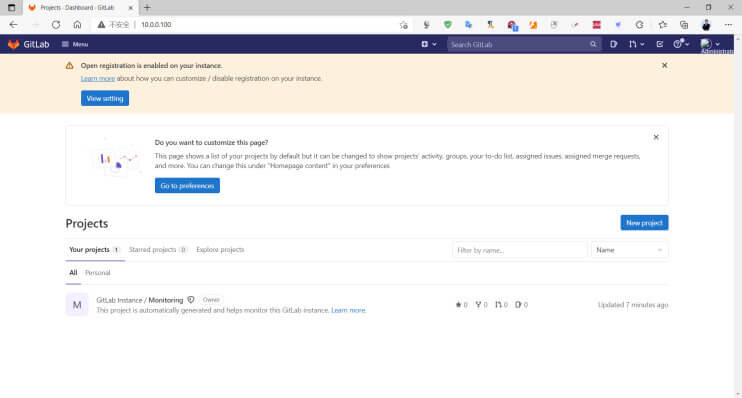 Projects · Dashboard · GitLab
不安全 | 10.0.0.100
GitLab Menu Search GitLab
Open registration is enabled on your instance.
Learn more about how you can customize / disable registration on your instance.
View setting
Do you want to customize this page?
This page shows a list of your projects by default but it can be changed to show projects' activity, groups, your to-do list, assigned issues, assigned merge requests,
and more. You can change this under "Homepage content" in your preferences
Go to preferences
Projects New project
Your projects 1 Starred projects 0 Explore projects Filter by name... Name
All Personal
M GitLab Instance / Monitoring Owner 0 0 0 0 Updated 7 minutes ago
This project is automatically generated and helps monitor this GitLab instance. Learn more.